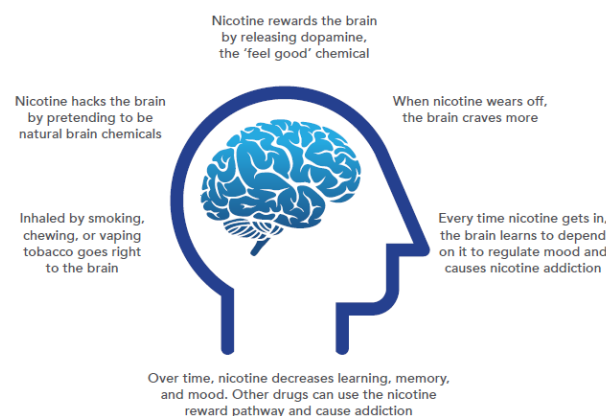 Nicotine rewards the brain
by releasing dopamine,
the ‘feel good’ chemical
Nicotine hacks the brain
by pretending to be
natural brain chemicals
When nicotine wears off,
the brain craves more
Inhaled by smoking,
chewing, or vaping
tobacco goes right
to the brain
Every time nicotine gets in,
the brain learns to depend
on it to regulate mood and
causes nicotine addiction
Over time, nicotine decreases learning, memory,
and mood. Other drugs can use the nicotine
reward pathway and cause addiction